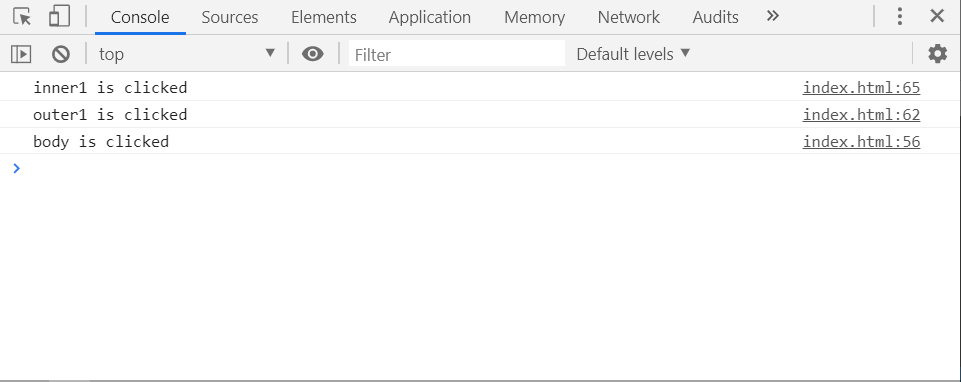 Console Sources Elements Application Memory Network Audits »
top ▼ Filter Default levels ▼
inner1 is clicked index.html:65
outer1 is clicked index.html:62
body is clicked index.html:56